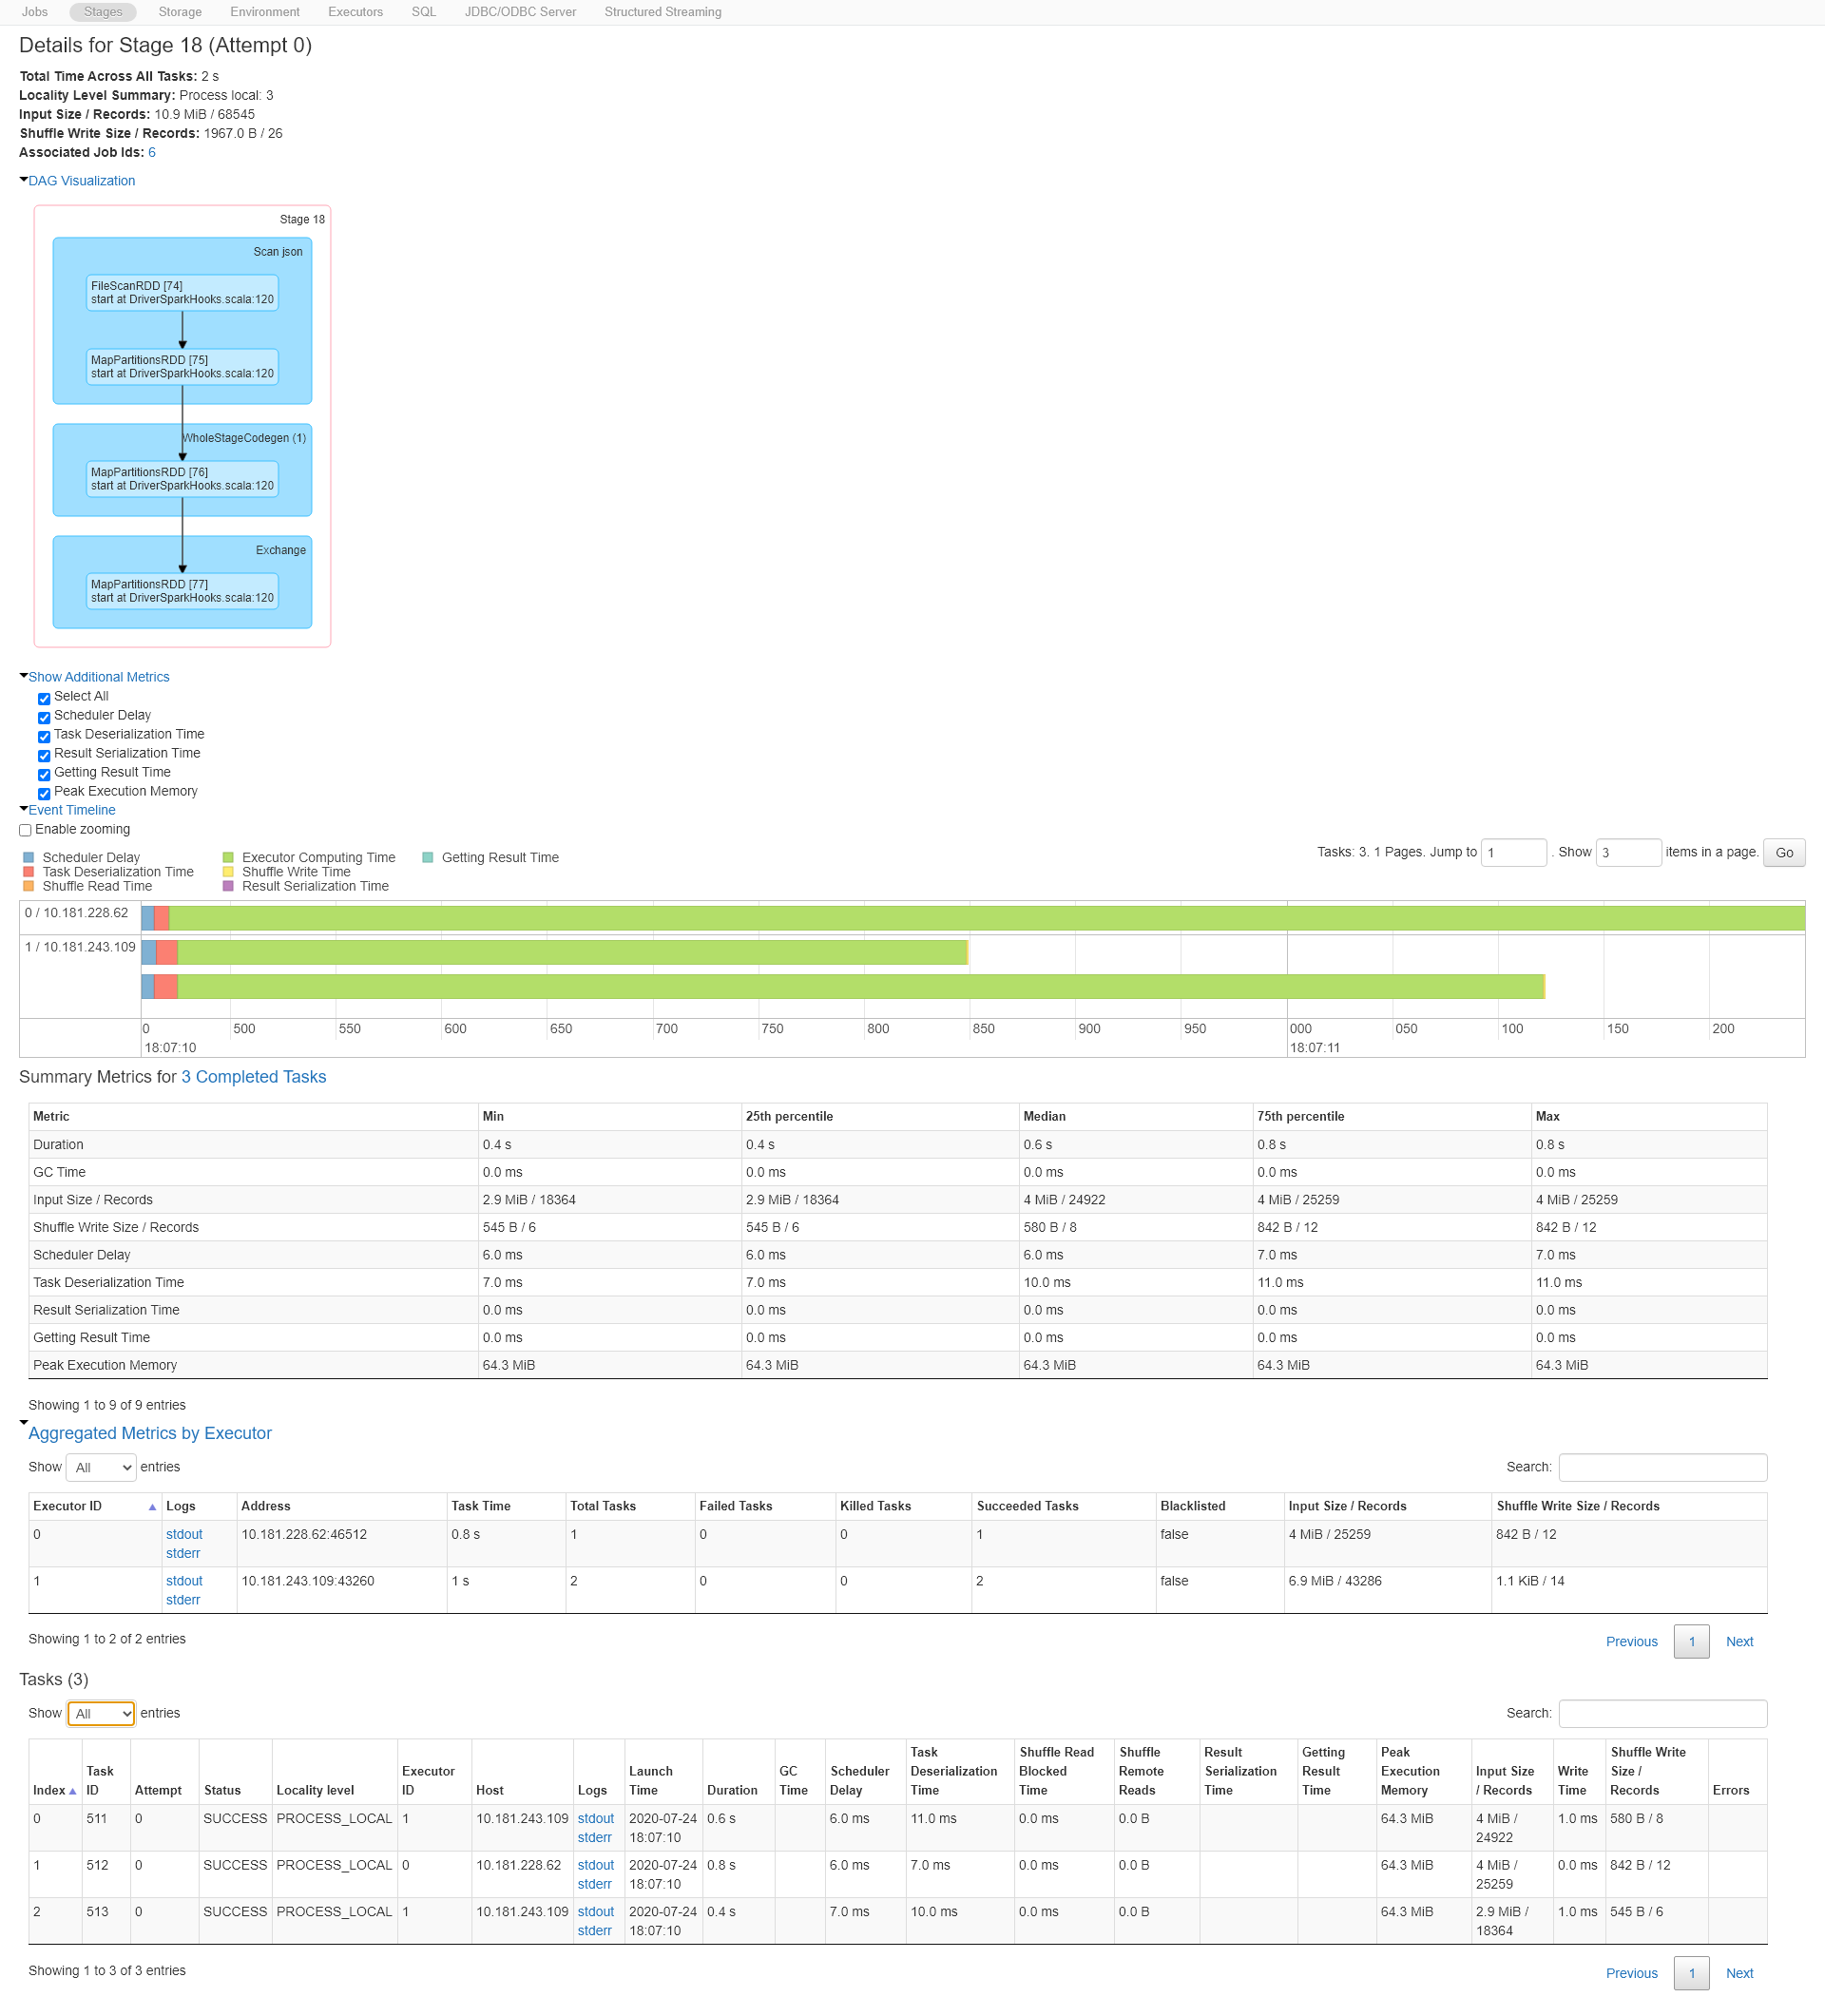 Jobs Stages Storage Environment Executors SQL JDBC/ODBC Server Structured Streaming
Details for Stage 18 (Attempt 0)
Total Time Across All Tasks: 2 s
Locality Level Summary: Process local: 3
Input Size / Records: 10.9 MiB / 68545
Shuffle Write Size / Records: 1967.0 B / 26
Associated Job Ids: 6
DAG Visualization
Stage 18
Scan json
FileScanRDD [74]
start at DriverSparkHooks.scala:120
MapPartitionsRDD [75]
start at DriverSparkHooks.scala:120
WholeStageCodegen (1)
MapPartitionsRDD [76]
start at DriverSparkHooks.scala:120
Exchange
MapPartitionsRDD [77]
start at DriverSparkHooks.scala:120
Show Additional Metrics
Select All
Scheduler Delay
Task Deserialization Time
Result Serialization Time
Getting Result Time
Peak Execution Memory
Event Timeline
Enable zooming
Tasks: 3. 1 Pages. Jump to 1 . Show 3 items in a page. Go
Scheduler Delay Executor Computing Time Getting Result Time
Task Deserialization Time Shuffle Write Time
Shuffle Read Time Result Serialization Time
0 / 10.181.228.62
1 / 10.181.243.109
0 500 550 600 650 700 750 800 850 900 950 000 050 100 150 200
18:07:10 18:07:11
Summary Metrics for 3 Completed Tasks
Metric Min 25th percentile Median 75th percentile Max
Duration 0.4 s 0.4 s 0.6 s 0.8 s 0.8 s
GC Time 0.0 ms 0.0 ms 0.0 ms 0.0 ms 0.0 ms
Input Size / Records 2.9 MiB / 18364 2.9 MiB / 18364 4 MiB / 24922 4 MiB / 25259 4 MiB / 25259
Shuffle Write Size / Records 545 B / 6 545 B / 6 580 B / 8 842 B / 12 842 B / 12
Scheduler Delay 6.0 ms 6.0 ms 6.0 ms 7.0 ms 7.0 ms
Task Deserialization Time 7.0 ms 7.0 ms 10.0 ms 11.0 ms 11.0 ms
Result Serialization Time 0.0 ms 0.0 ms 0.0 ms 0.0 ms 0.0 ms
Getting Result Time 0.0 ms 0.0 ms 0.0 ms 0.0 ms 0.0 ms
Peak Execution Memory 64.3 MiB 64.3 MiB 64.3 MiB 64.3 MiB 64.3 MiB
Showing 1 to 9 of 9 entries
Aggregated Metrics by Executor
Show All entries Search:
Executor ID Logs Address Task Time Total Tasks Failed Tasks Killed Tasks Succeeded Tasks Blacklisted Input Size / Records Shuffle Write Size / Records
0 stdout 10.181.228.62:46512 0.8 s 1 0 0 1 false 4 MiB / 25259 842 B / 12
stderr
1 stdout 10.181.243.109:43260 1 s 2 0 0 2 false 6.9 MiB / 43286 1.1 KiB / 14
stderr
Showing 1 to 2 of 2 entries
Previous 1 Next
Tasks (3)
Show All entries Search:
Task Shuffle Read Shuffle Result Getting Peak Shuffle Write
Task Executor Launch GC Scheduler Deserialization Blocked Remote Serialization Result Execution Input Size Write Size /
Index ID Attempt Status Locality level ID Host Logs Time Duration Time Delay Time Time Reads Time Time Memory / Records Time Records Errors
0 511 0 SUCCESS PROCESS_LOCAL 1 10.181.243.109 stdout 2020-07-24 0.6 s 6.0 ms 11.0 ms 0.0 ms 0.0 B 64.3 MiB 4 MiB / 1.0 ms 580 B / 8
stderr 18:07:10 24922
1 512 0 SUCCESS PROCESS_LOCAL 0 10.181.228.62 stdout 2020-07-24 0.8 s 6.0 ms 7.0 ms 0.0 ms 0.0 B 64.3 MiB 4 MiB / 0.0 ms 842 B / 12
stderr 18:07:10 25259
2 513 0 SUCCESS PROCESS_LOCAL 1 10.181.243.109 stdout 2020-07-24 0.4 s 7.0 ms 10.0 ms 0.0 ms 0.0 B 64.3 MiB 2.9 MiB / 1.0 ms 545 B / 6
stderr 18:07:10 18364
Showing 1 to 3 of 3 entries
Previous 1 Next